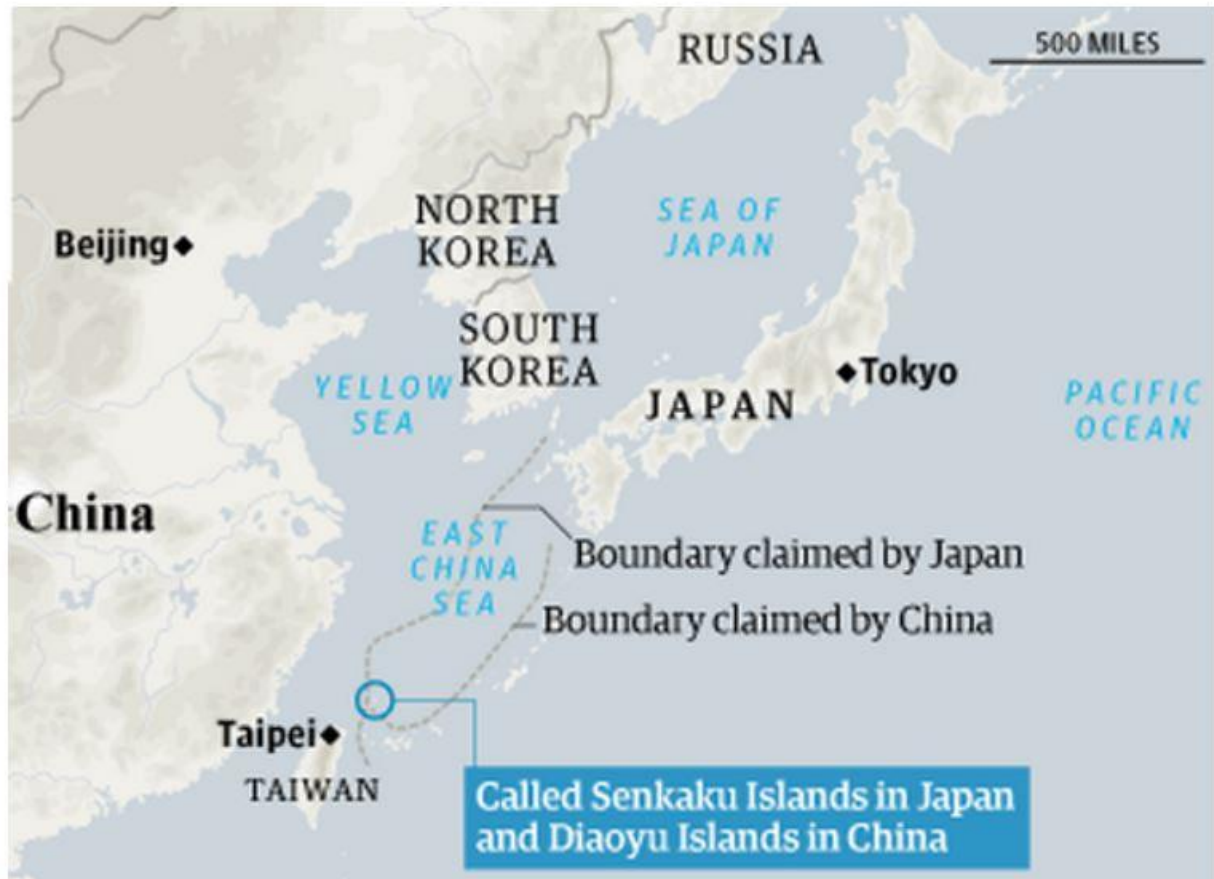 RUSSIA
500 MILES
NORTH
KOREA
SEA OF
JAPAN
Beijing
SOUTH
KOREA
YELLOW
SEA
JAPAN
Tokyo
PACIFIC
OCEAN
China
EAST
CHINA
SEA
Boundary claimed by Japan
Boundary claimed by China
Taipei
TAIWAN
Called Senkaku Islands in Japan
and Diaoyu Islands in China